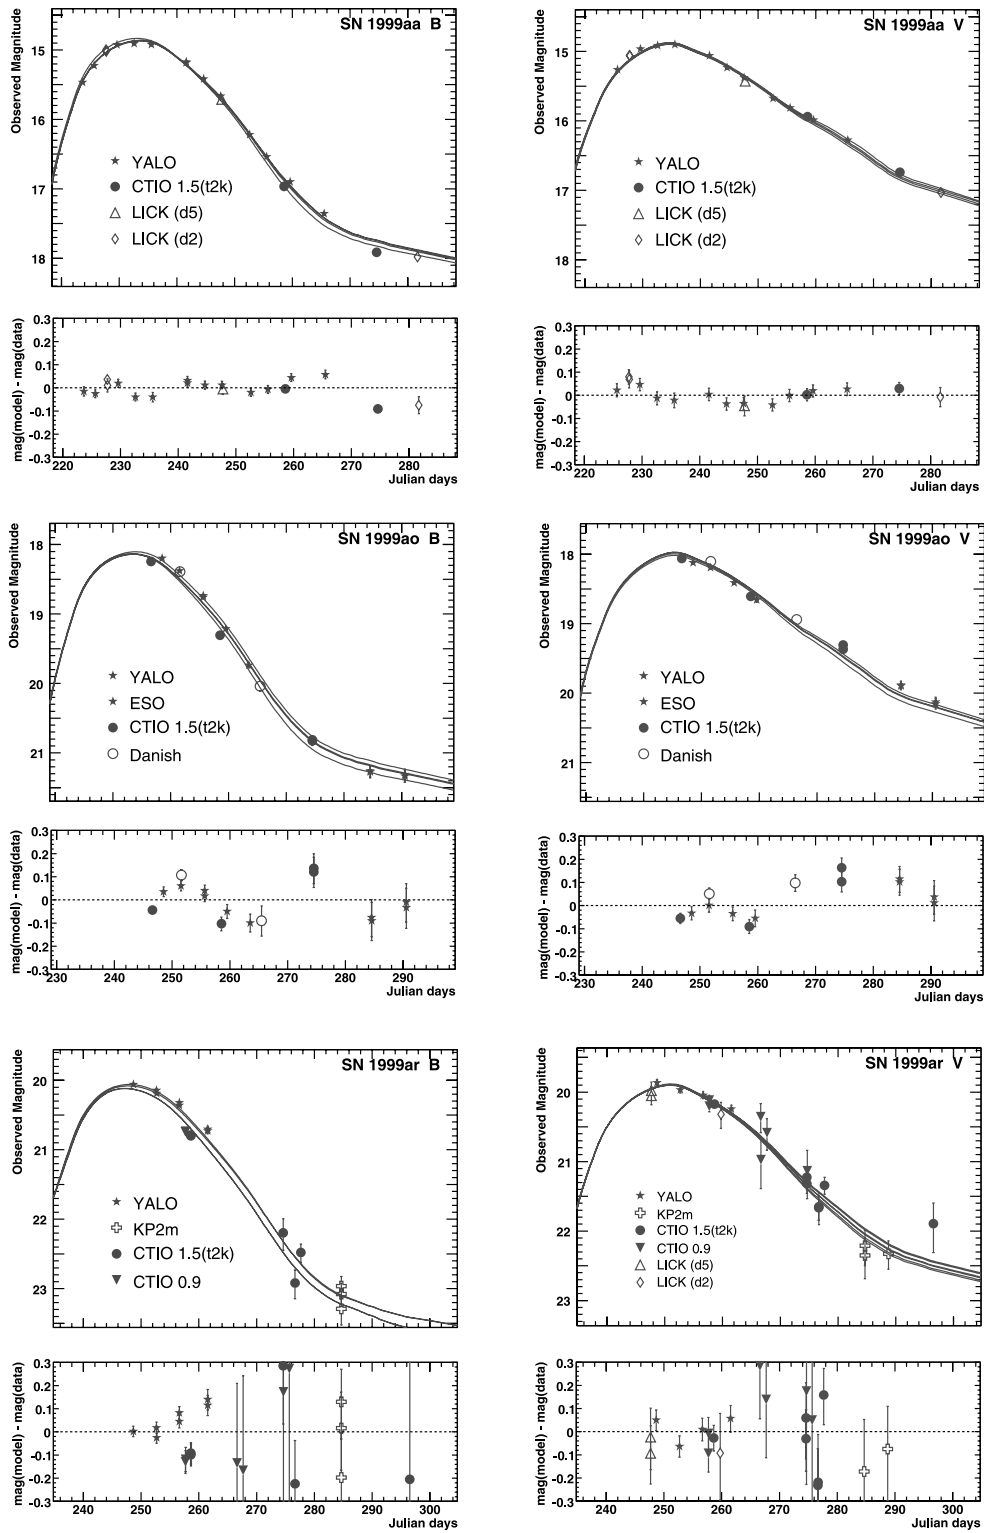 SN 1999aa B
Observed Magnitude
15
16
17
18
YALO
CTIO 1.5(t2k)
LICK (d5)
LICK (d2)
mag(model) - mag(data)
0.3
0.2
0.1
0
-0.1
-0.2
-0.3
220 230 240 250 260 270 280
Julian days
SN 1999aa V
Observed Magnitude
15
16
17
18
YALO
CTIO 1.5(t2k)
LICK (d5)
LICK (d2)
mag(model) - mag(data)
0.3
0.2
0.1
0
-0.1
-0.2
-0.3
220 230 240 250 260 270 280
Julian days
SN 1999ao B
Observed Magnitude
18
19
20
21
YALO
ESO
CTIO 1.5(t2k)
Danish
mag(model) - mag(data)
0.3
0.2
0.1
0
-0.1
-0.2
-0.3
230 240 250 260 270 280 290
Julian days
SN 1999ao V
Observed Magnitude
18
19
20
21
YALO
ESO
CTIO 1.5(t2k)
Danish
mag(model) - mag(data)
0.3
0.2
0.1
0
-0.1
-0.2
-0.3
230 240 250 260 270 280 290
Julian days
SN 1999ar B
Observed Magnitude
20
21
22
23
YALO
KP2m
CTIO 1.5(t2k)
CTIO 0.9
mag(model) - mag(data)
0.3
0.2
0.1
0
-0.1
-0.2
-0.3
240 250 260 270 280 290 300
Julian days
SN 1999ar V
Observed Magnitude
20
21
22
23
YALO
KP2m
CTIO 1.5(t2k)
CTIO 0.9
LICK (d5)
LICK (d2)
mag(model) - mag(data)
0.3
0.2
0.1
0
-0.1
-0.2
-0.3
240 250 260 270 280 290 300
Julian days